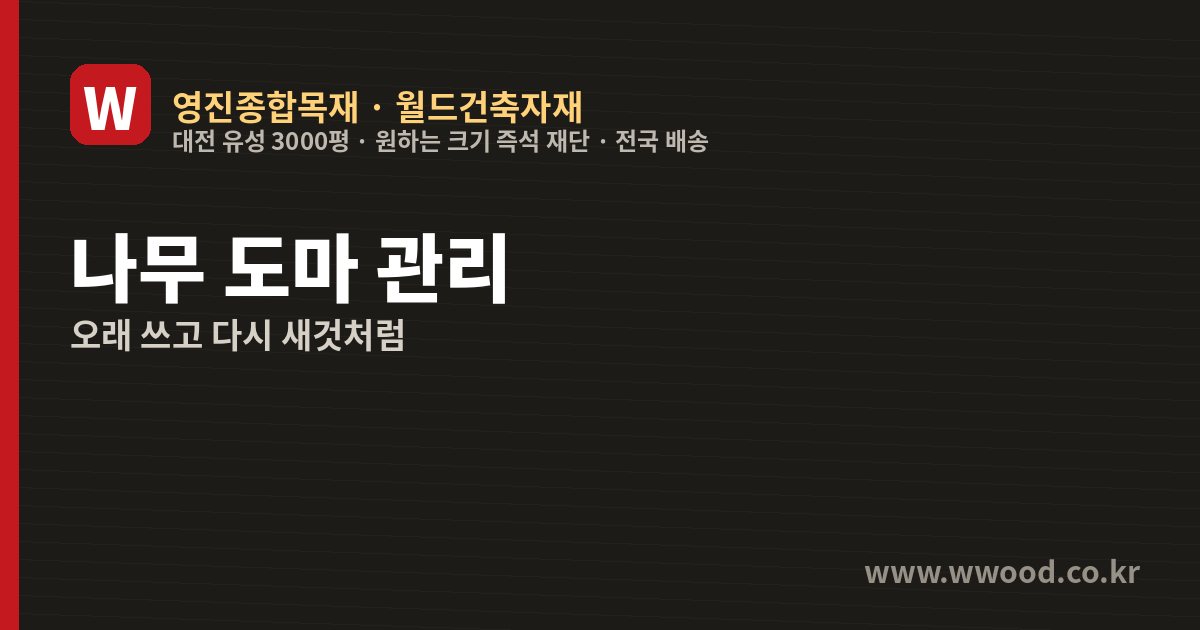 W
영진종합목재 · 월드건축자재
대전 유성 3000평 · 원하는 크기 즉석 재단 · 전국 배송
나무 도마 관리
오래 쓰고 다시 새것처럼
www.wwood.co.kr